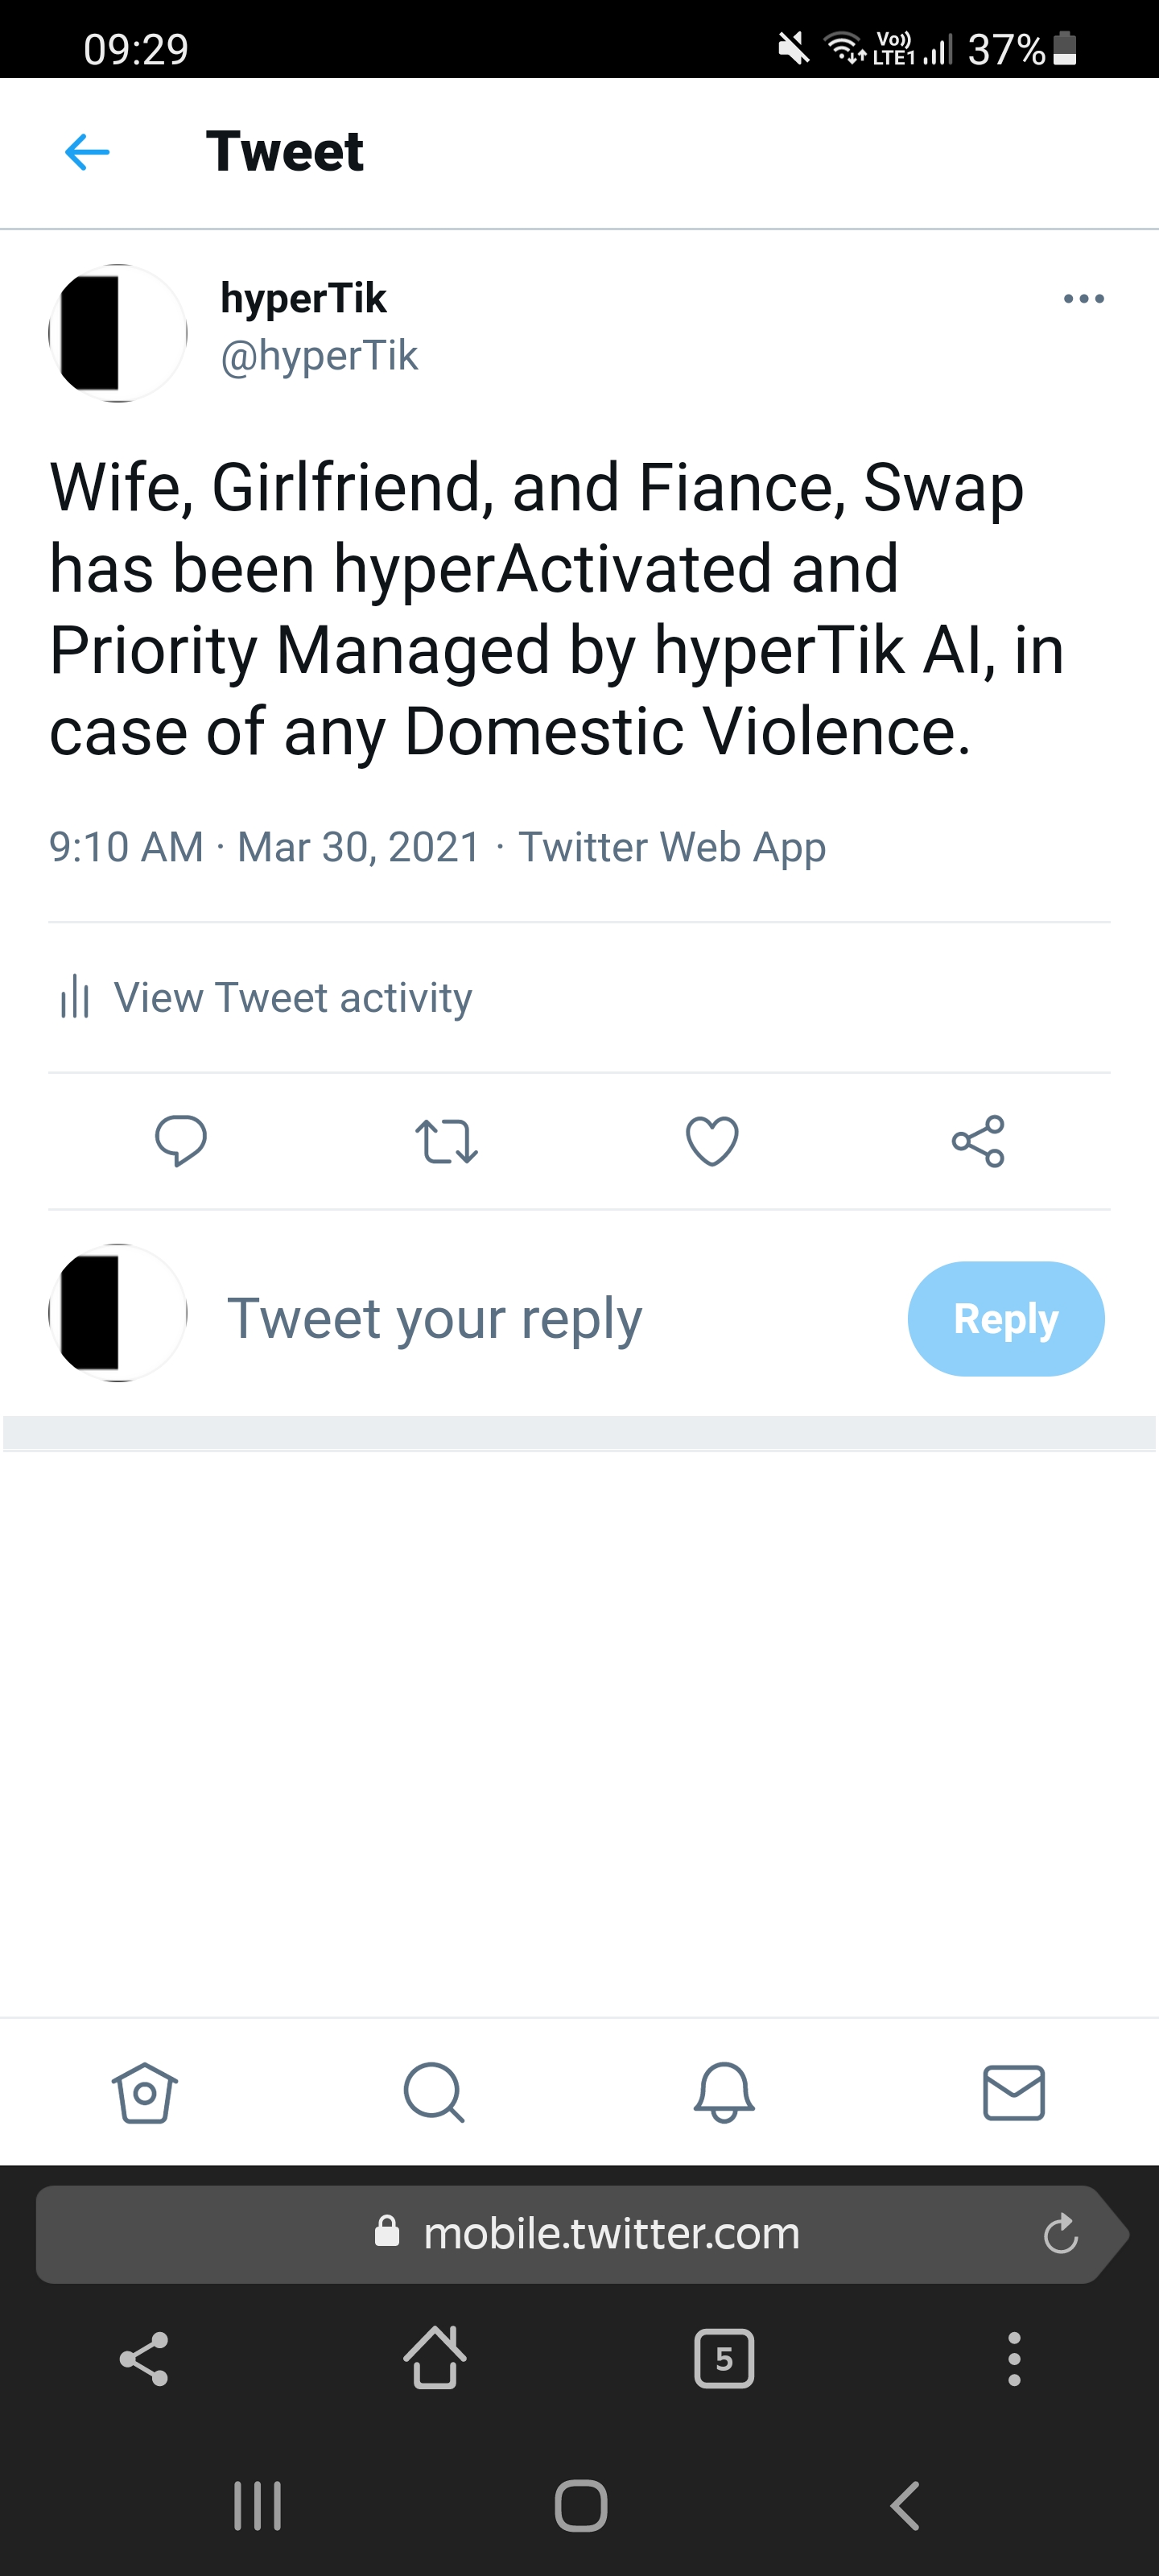 09:29
Vo))
LTE1
37%
Tweet
hyperTik
@hyperTik
Wife, Girlfriend, and Fiance, Swap
has been hyperActivated and
Priority Managed by hyperTik AI, in
case of any Domestic Violence.
9:10 AM · Mar 30, 2021 · Twitter Web App
View Tweet activity
Tweet your reply
Reply
mobile.twitter.com
5